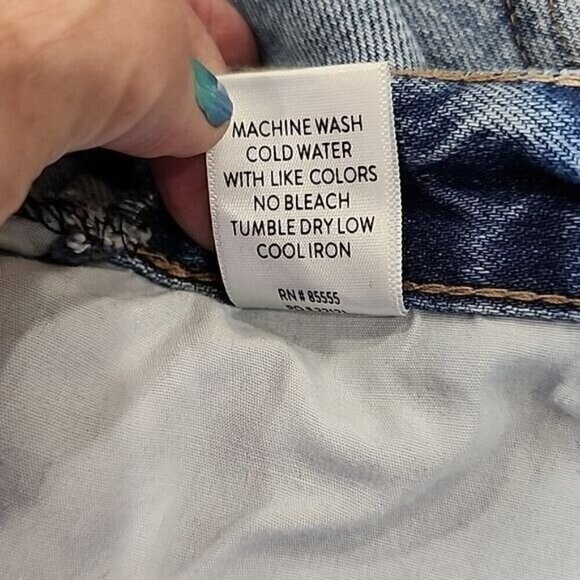 MACHINE WASH
COLD WATER
WITH LIKE COLORS
NO BLEACH
TUMBLE DRY LOW
COOL IRON
RN # 85555